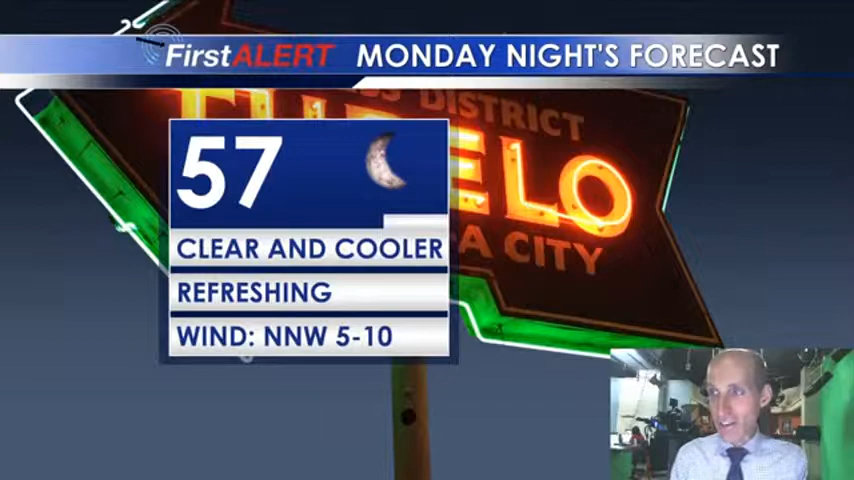 FirstALERT MONDAY NIGHT'S FORECAST
DISTRICT
ELO
CITY
57
CLEAR AND COOLER
REFRESHING
WIND: NNW 5-10